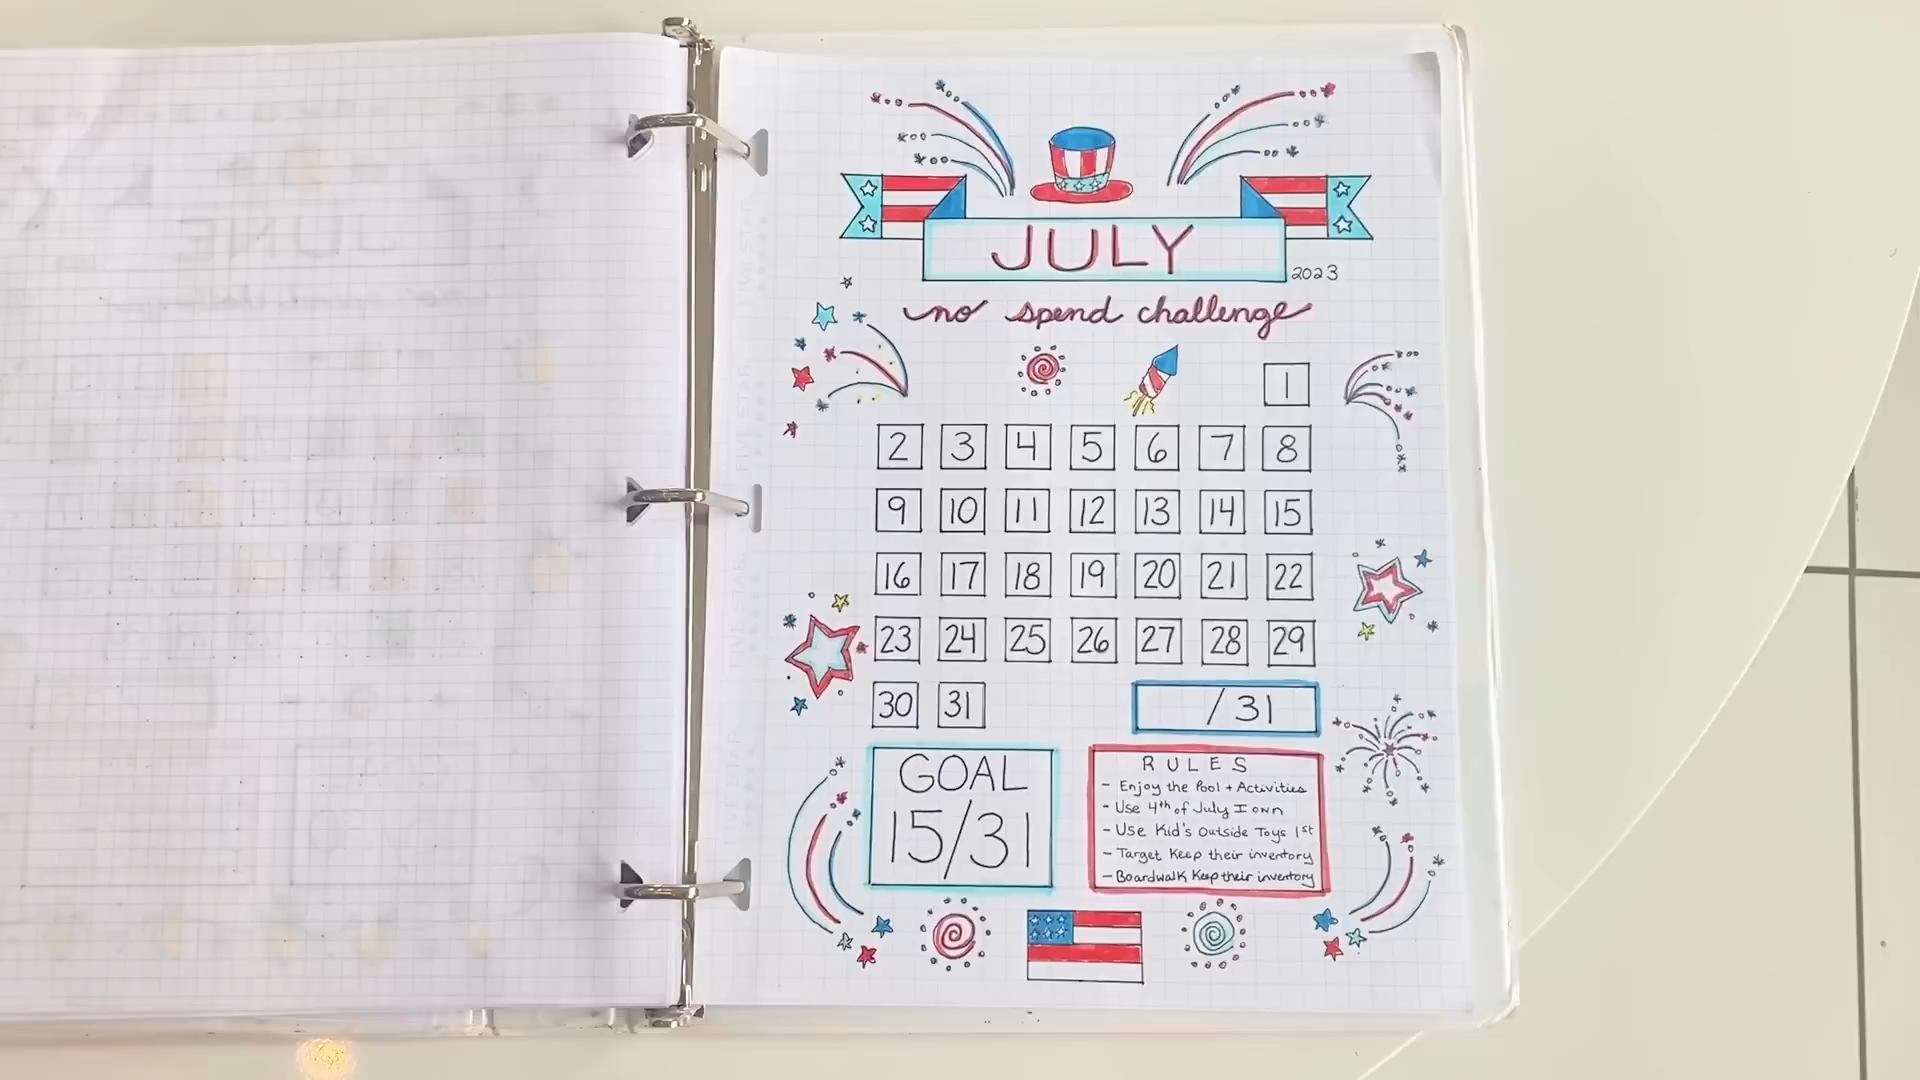 JULY
2023
no spend challenge
1
2 3 4 5 6 7 8
9 10 11 12 13 14 15
16 17 18 19 20 21 22
23 24 25 26 27 28 29
30 31
/31
GOAL
15/31
RULES
- Enjoy the Pool + Activities
- Use 4th of July I own
- Use Kid's Outside Toys 1st
- Target Keep their inventory
- Boardwalk Keep their inventory
JUNE